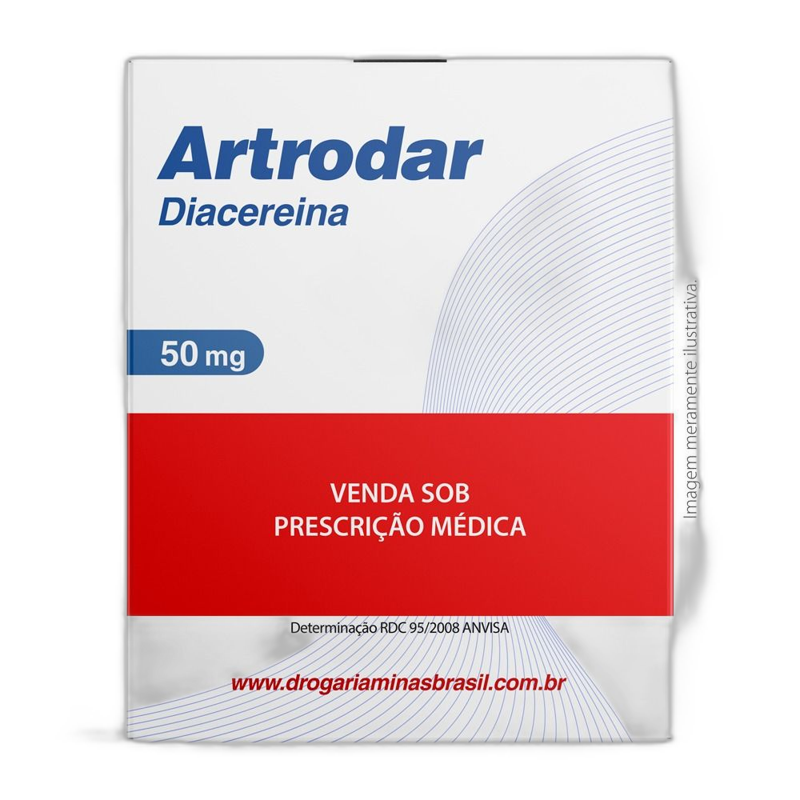 Artrodar
Diacereina
50 mg
VENDA SOB
PRESCRIÇÃO MÉDICA
Determinação RDC 95/2008 ANVISA
www.drogariaminasbrasil.com.br
Imagem meramente ilustrativa.